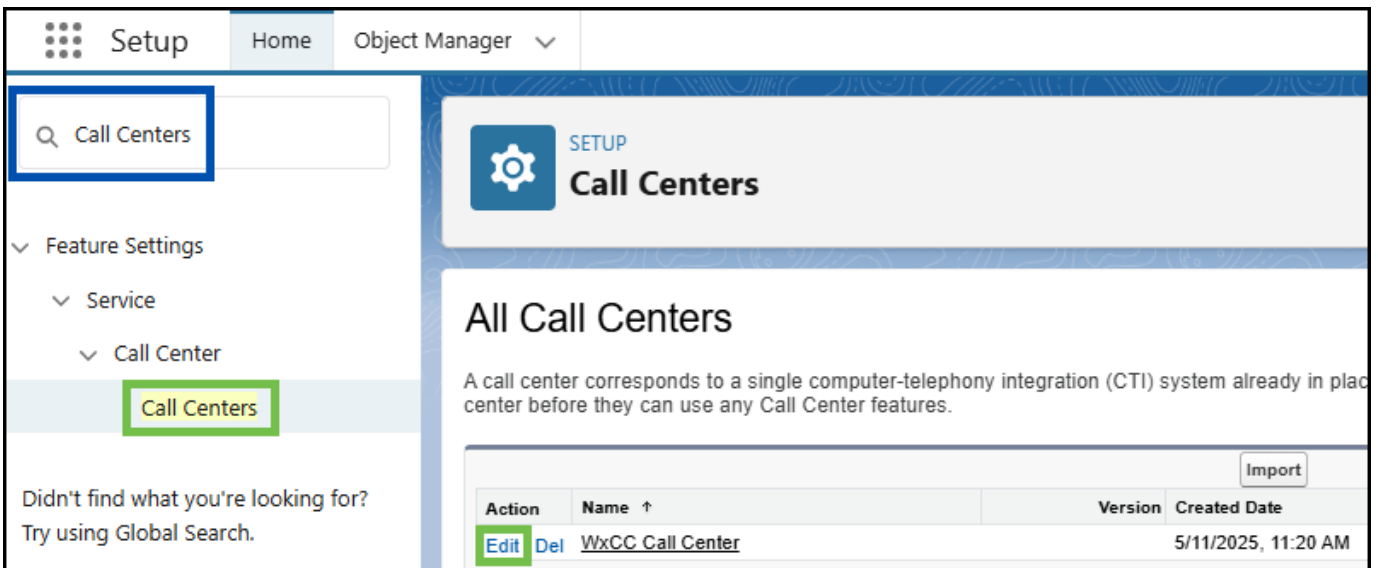 Setup
Home
Object Manager
Call Centers
Feature Settings
Service
Call Center
Call Centers
Didn't find what you're looking for?
Try using Global Search.
SETUP
Call Centers
All Call Centers
A call center corresponds to a single computer-telephony integration (CTI) system already in plac
center before they can use any Call Center features.
Import
Action Name ↑ Version Created Date
Edit Del WxCC Call Center 5/11/2025, 11:20 AM